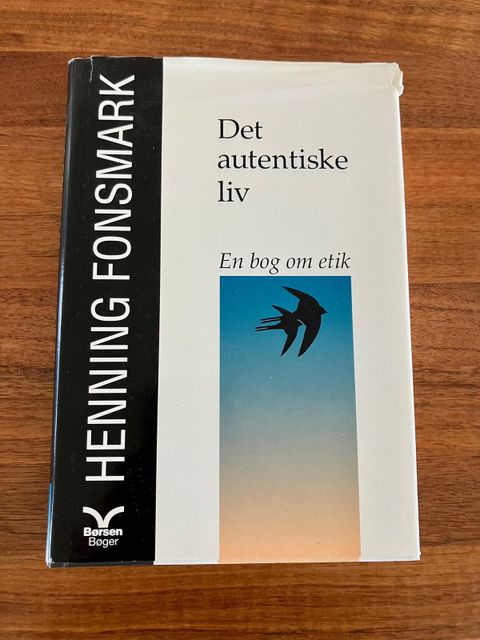 HENNING FONSMARK
Det
autentiske
liv
En bog om etik
Børsen
Bøger